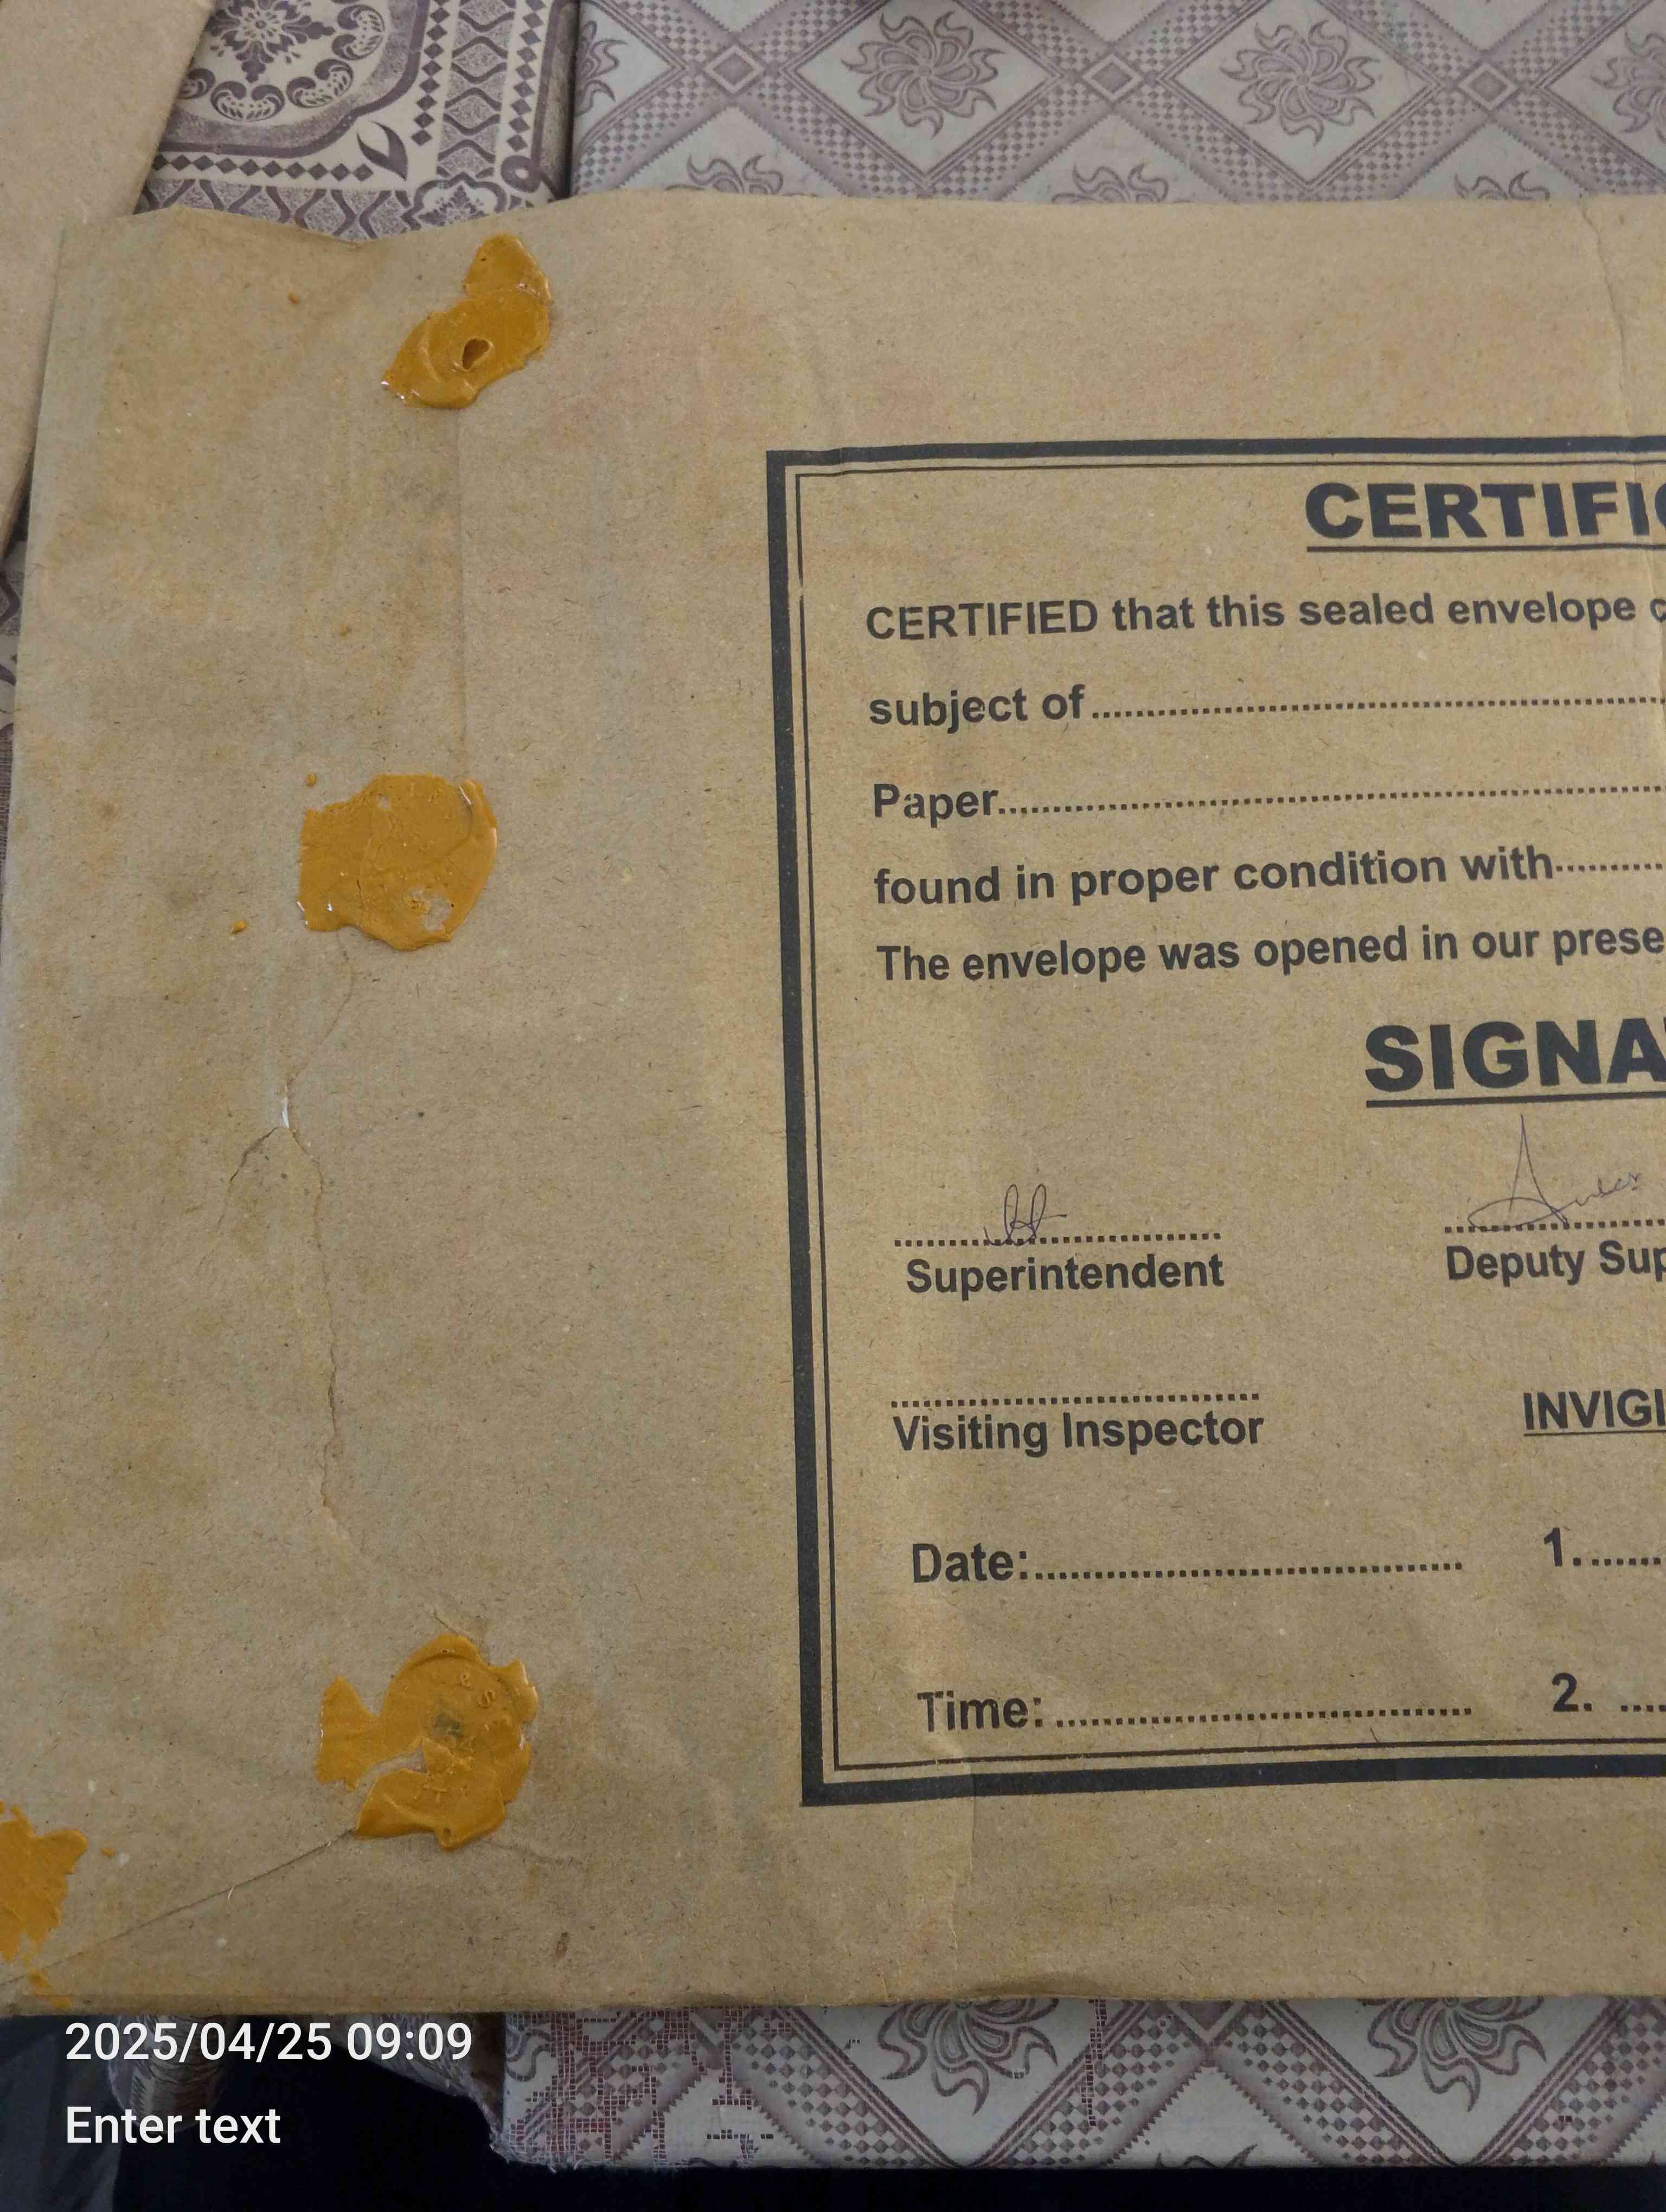 CERTIFI
CERTIFIED that this sealed envelope
subject of................................
Paper................................
found in proper condition with..........
The envelope was opened in our prese
SIGNA
Superintendent
Deputy Sup
Visiting Inspector
INVIGI
Date:................................
1........
Time:................................
2. ....
& S
2025/04/25 09:09
Enter text